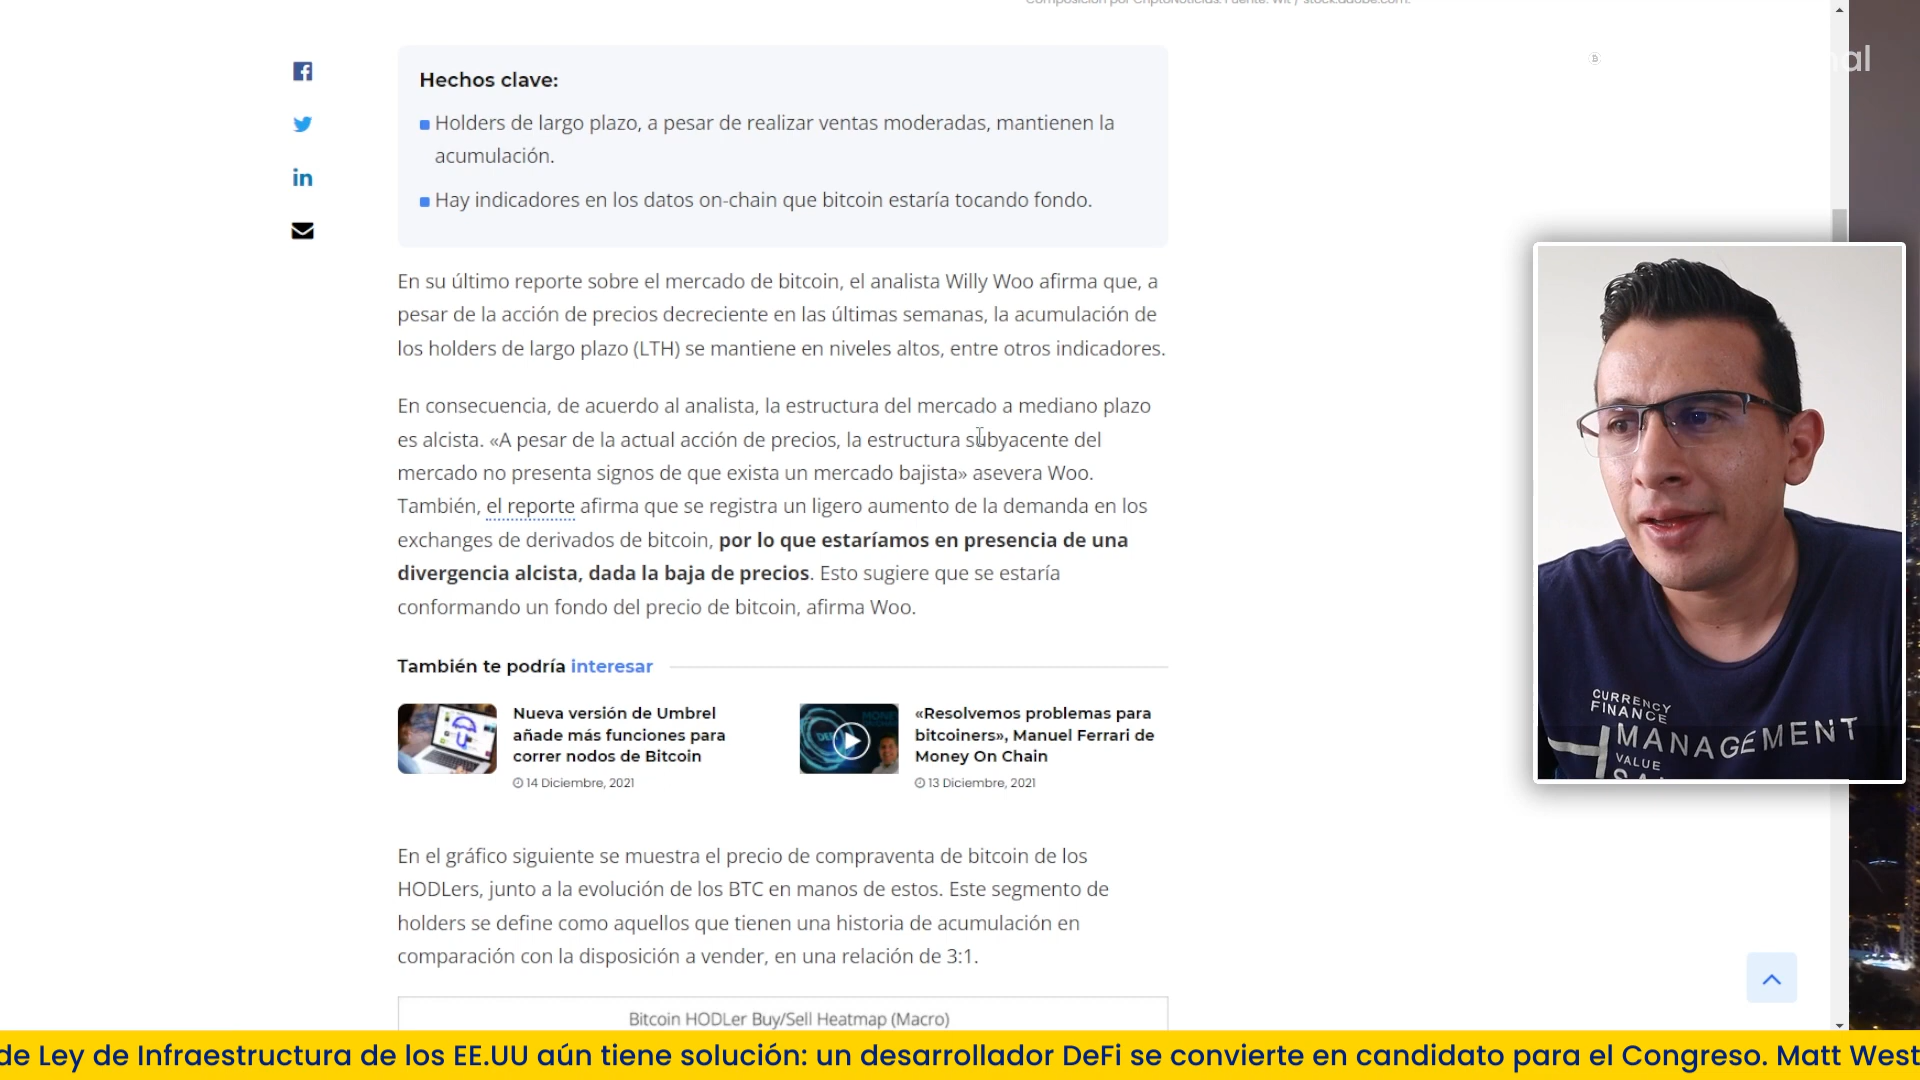 Composición por CriptoNoticias. Fuente: Wit / stock.adobe.com.
nal
Hechos clave:
Holders de largo plazo, a pesar de realizar ventas moderadas, mantienen la
acumulación.
Hay indicadores en los datos on-chain que bitcoin estaría tocando fondo.
En su último reporte sobre el mercado de bitcoin, el analista Willy Woo afirma que, a
pesar de la acción de precios decreciente en las últimas semanas, la acumulación de
los holders de largo plazo (LTH) se mantiene en niveles altos, entre otros indicadores.
En consecuencia, de acuerdo al analista, la estructura del mercado a mediano plazo
es alcista. «A pesar de la actual acción de precios, la estructura subyacente del
mercado no presenta signos de que exista un mercado bajista» asevera Woo.
También, el reporte afirma que se registra un ligero aumento de la demanda en los
exchanges de derivados de bitcoin, por lo que estaríamos en presencia de una
divergencia alcista, dada la baja de precios. Esto sugiere que se estaría
conformando un fondo del precio de bitcoin, afirma Woo.
También te podría interesar
Nueva versión de Umbrel
añade más funciones para
correr nodos de Bitcoin
14 Diciembre, 2021
«Resolvemos problemas para
bitcoiners», Manuel Ferrari de
Money On Chain
13 Diciembre, 2021
En el gráfico siguiente se muestra el precio de compraventa de bitcoin de los
HODLers, junto a la evolución de los BTC en manos de estos. Este segmento de
holders se define como aquellos que tienen una historia de acumulación en
comparación con la disposición a vender, en una relación de 3:1.
Bitcoin HODLer Buy/Sell Heatmap (Macro)
CURRENCY
FINANCE
MANAGEMENT
VALUE
de Ley de Infraestructura de los EE.UU aún tiene solución: un desarrollador DeFi se convierte en candidato para el Congreso. Matt West